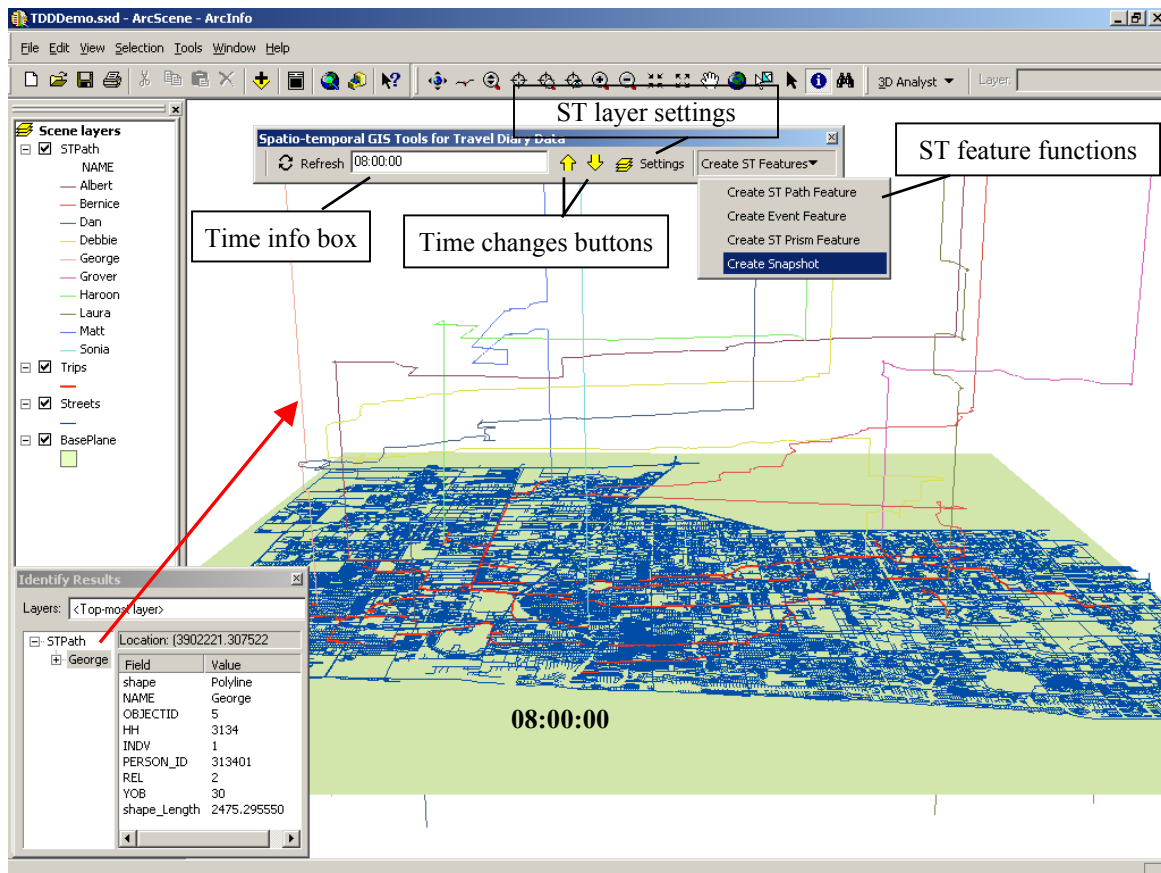 TDDDemo.sxd - ArcScene - ArcInfo
File Edit View Selection Tools Window Help
3D Analyst Layer:
Scene layers
STPath
NAME
Albert
Bernice
Dan
Debbie
George
Grover
Haroon
Laura
Matt
Sonia
Trips
Streets
BasePlane
ST layer settings
Spatio-temporal GIS Tools for Travel Diary Data
Refresh 08:00:00 Settings Create ST Features
ST feature functions
Create ST Path Feature
Create Event Feature
Create ST Prism Feature
Create Snapshot
Time info box
Time changes buttons
Identify Results
Layers: <Top-most layer>
STPath
George
Location: (3902221.307522
Field Value
shape Polyline
NAME George
OBJECTID 5
HH 3134
INDV 1
PERSON_ID 313401
REL 2
YOB 30
shape_Length 2475.295550
08:00:00